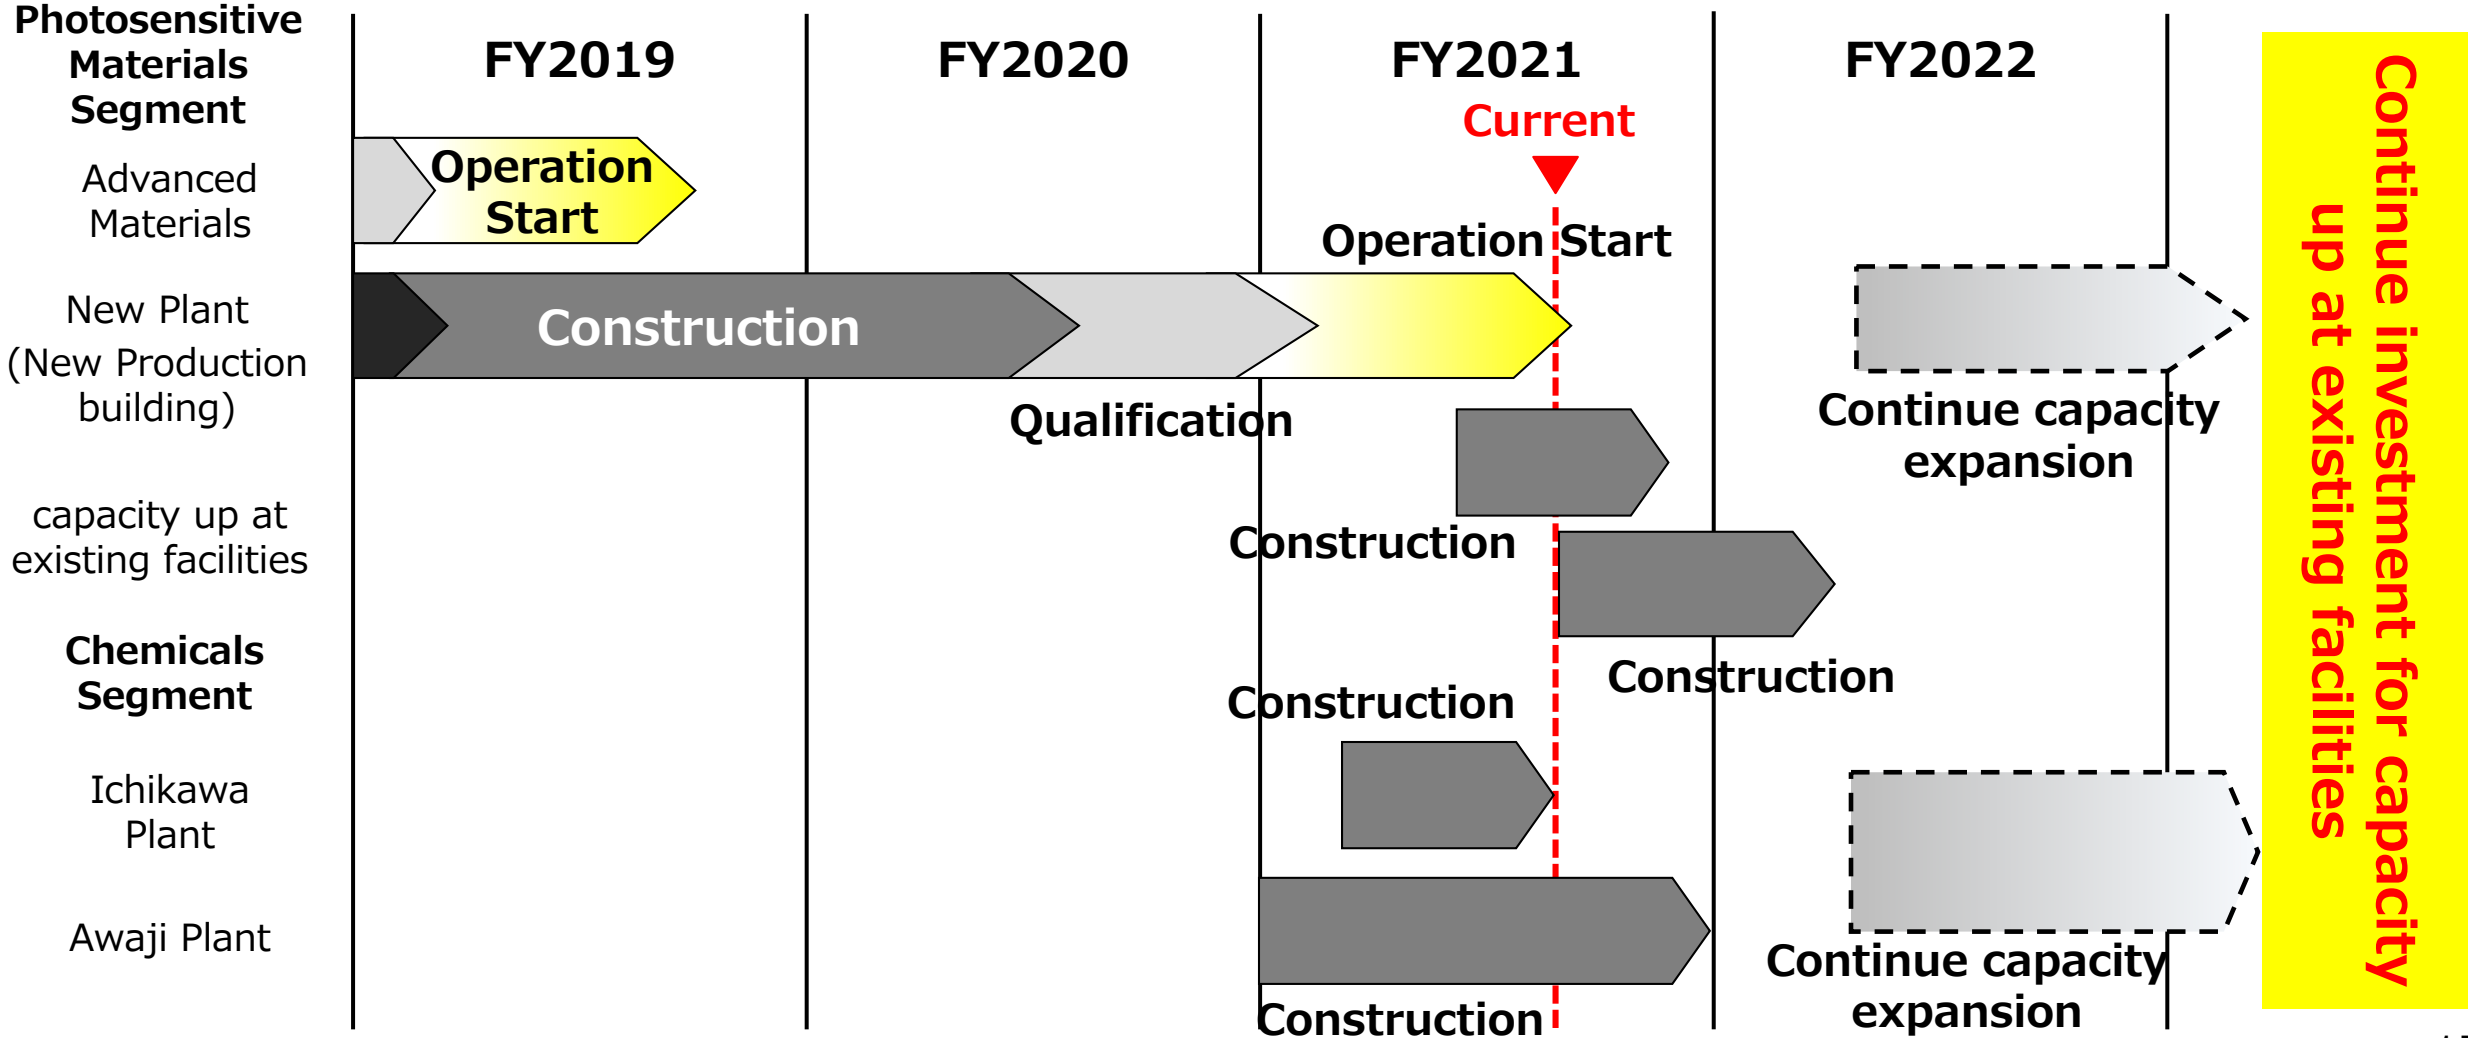 Photosensitive
Materials
Segment
FY2019
FY2020
FY2021
FY2022
Current
Advanced
Materials
Operation
Start
Operation Start
New Plant
(New Production
building)
Construction
Qualification
Continue capacity
expansion
capacity up at
existing facilities
Construction
Construction
Chemicals
Segment
Construction
Ichikawa
Plant
Awaji Plant
Construction
Continue capacity
expansion
Continue investment for capacity
up at existing facilities